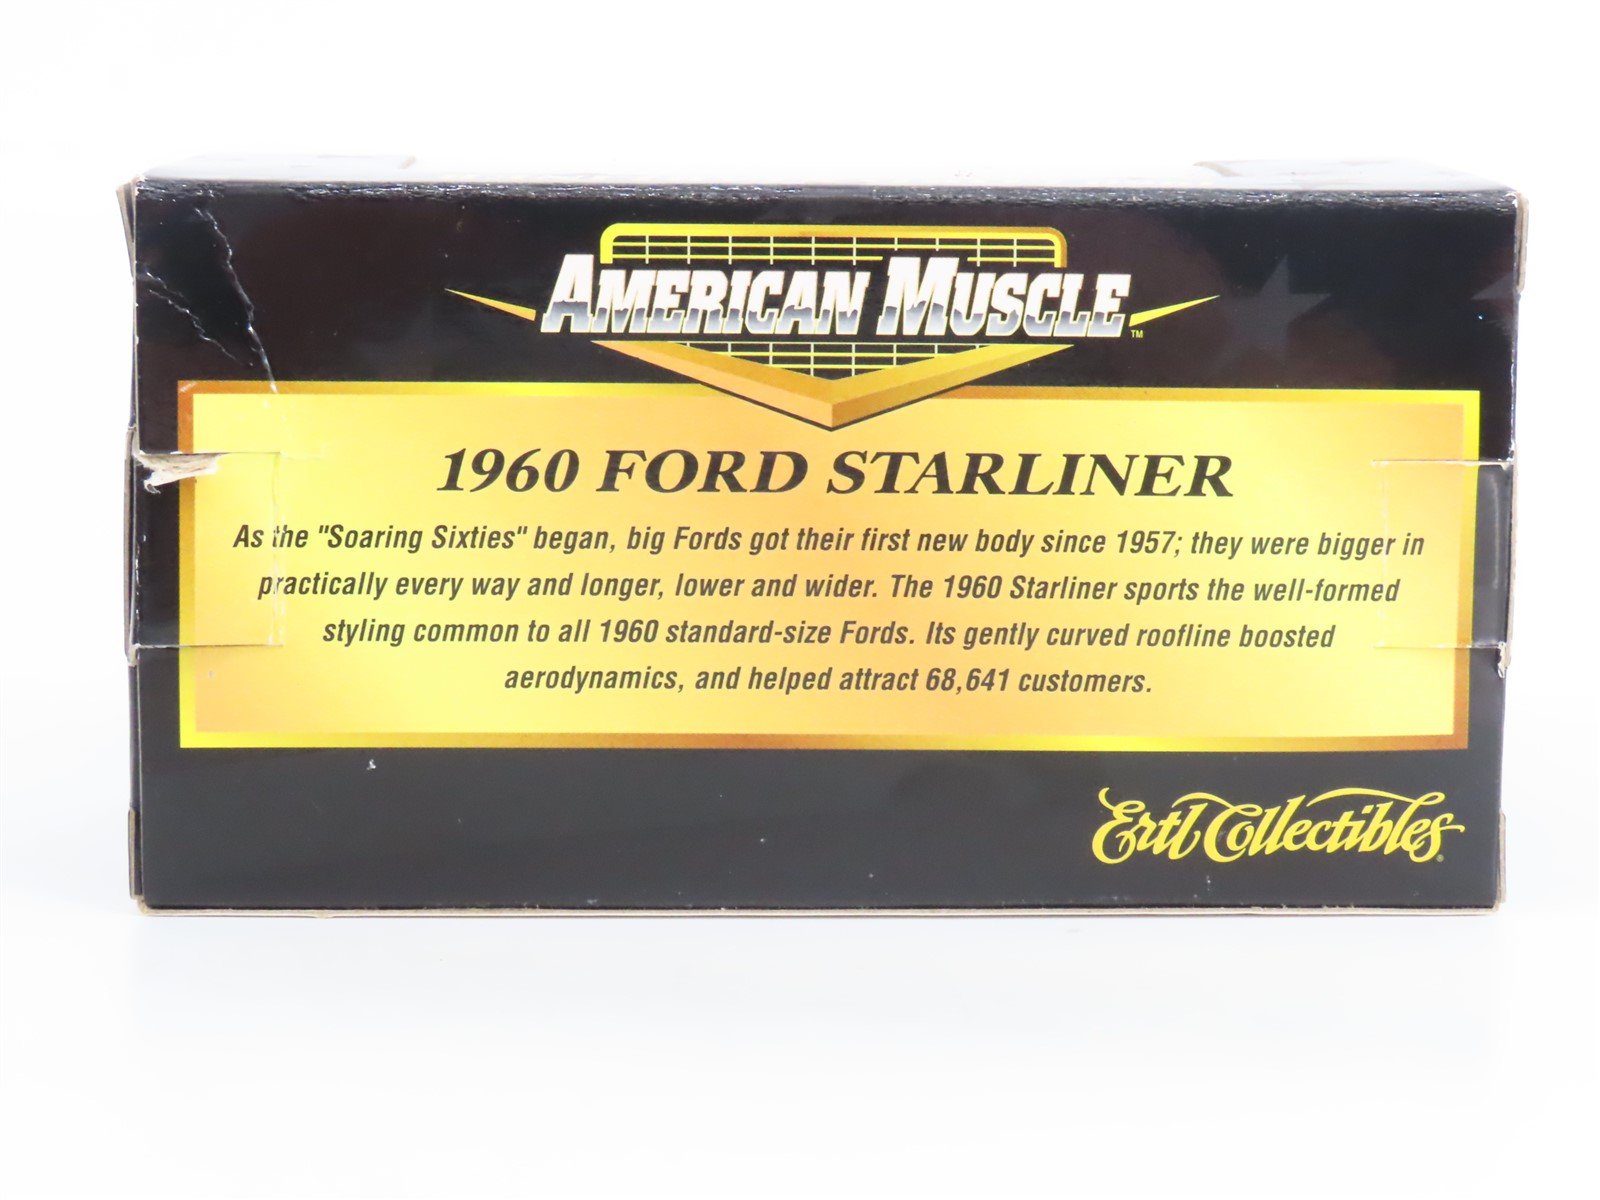 AMERICAN MUSCLE™
1960 FORD STARLINER
As the "Soaring Sixties" began, big Fords got their first new body since 1957; they were bigger in
practically every way and longer, lower and wider. The 1960 Starliner sports the well-formed
styling common to all 1960 standard-size Fords. Its gently curved roofline boosted
aerodynamics, and helped attract 68,641 customers.
Ertl Collectibles®